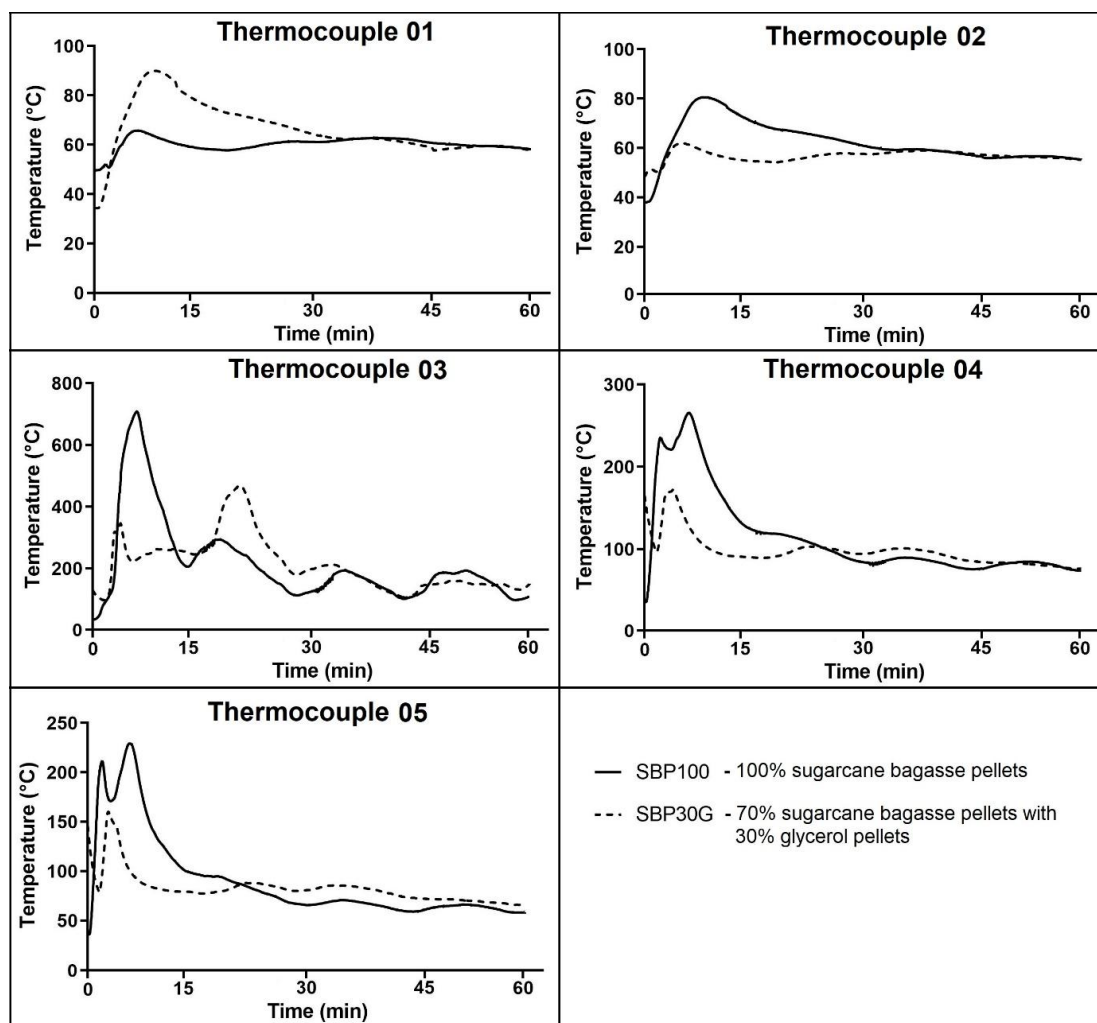 Thermocouple 01
100
80
60
40
20
0
Temperature (°C)
0 15 30 45 60
Time (min)
Thermocouple 02
100
80
60
40
20
0
Temperature (°C)
0 15 30 45 60
Time (min)
Thermocouple 03
800
600
400
200
0
Temperature (°C)
0 15 30 45 60
Time (min)
Thermocouple 04
300
200
100
0
Temperature (°C)
0 15 30 45 60
Time (min)
Thermocouple 05
250
200
150
100
50
0
Temperature (°C)
0 15 30 45 60
Time (min)
SBP100 - 100% sugarcane bagasse pellets
SBP30G - 70% sugarcane bagasse pellets with
30% glycerol pellets